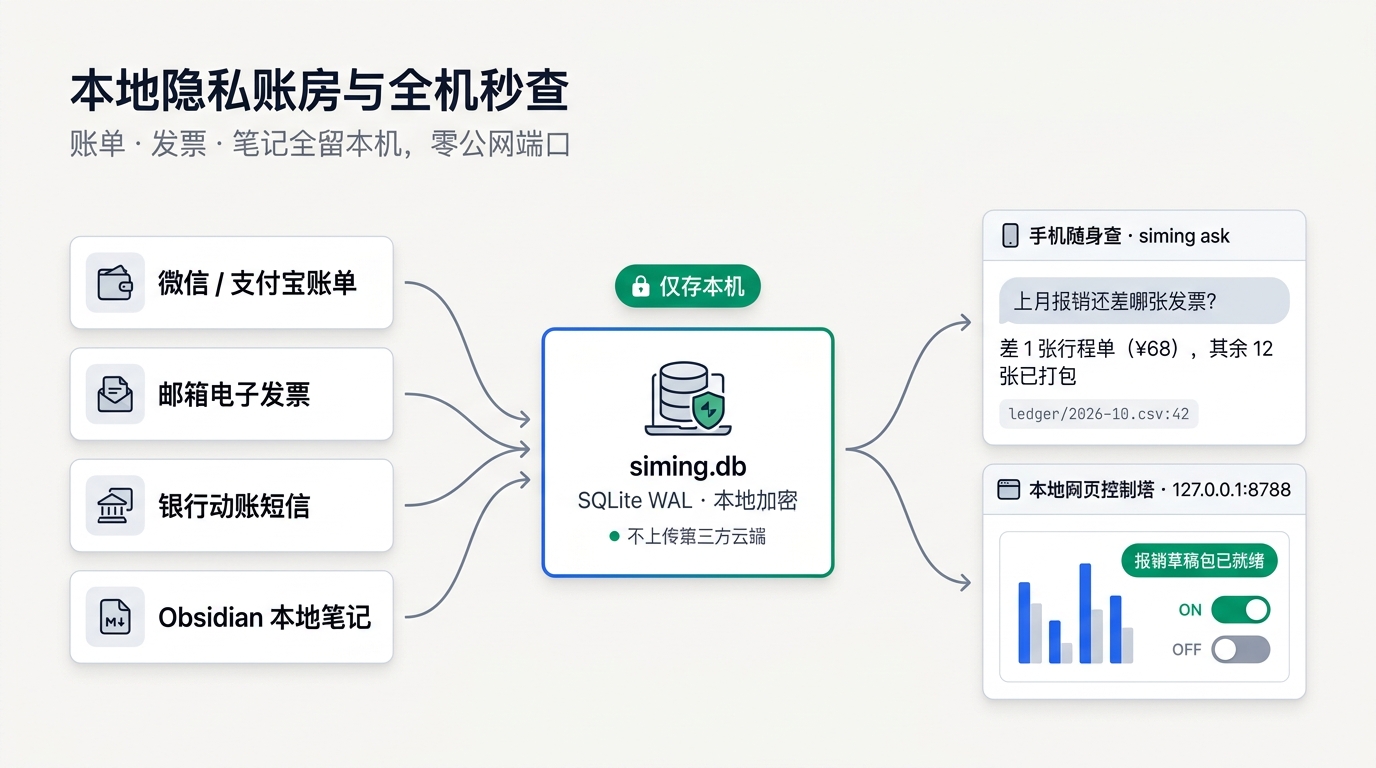 本地隐私账房与全机秒查
账单 · 发票 · 笔记全留本机，零公网端口
微信 / 支付宝账单
邮箱电子发票
银行动账短信
M↓
Obsidian 本地笔记
仅存本机
siming.db
SQLite WAL · 本地加密
不上传第三方云端
手机随身查 · siming ask
上月报销还差哪张发票?
差 1 张行程单（¥68），其余 12
张已打包
ledger/2026-10.csv:42
本地网页控制塔 · 127.0.0.1:8788
报销草稿包已就绪
ON
OFF